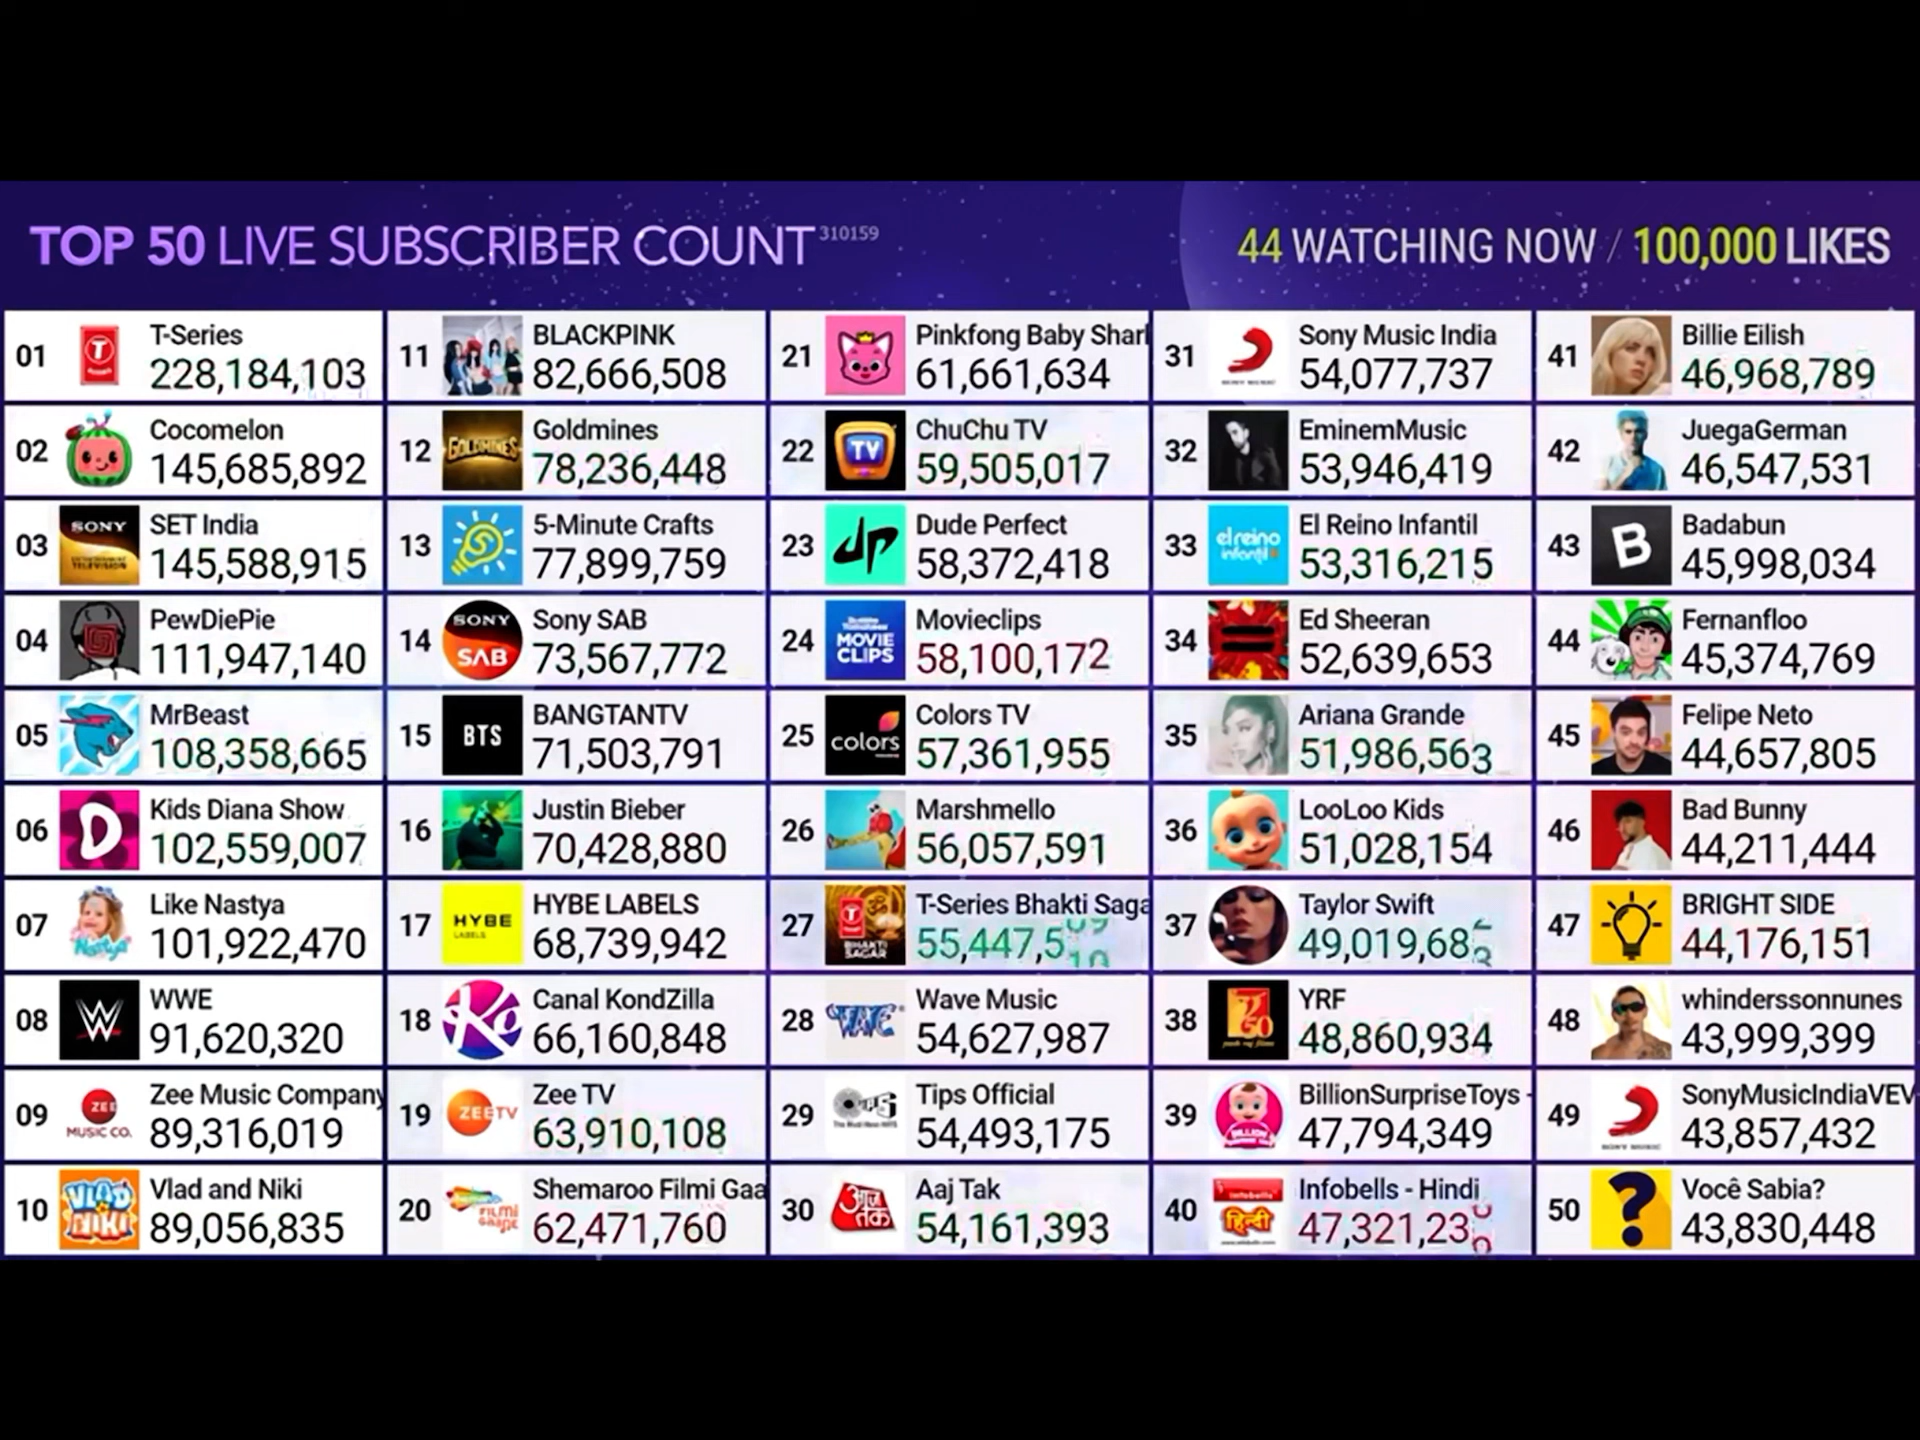 TOP 50 LIVE SUBSCRIBER COUNT 310159
44 WATCHING NOW / 100,000 LIKES
01 T-Series
228,184,103
02 Cocomelon
145,685,892
03 SET India
145,588,915
04 PewDiePie
111,947,140
05 MrBeast
108,358,665
06 Kids Diana Show
102,559,007
07 Like Nastya
101,922,470
08 WWE
91,620,320
09 Zee Music Company
89,316,019
10 Vlad and Niki
89,056,835
11 BLACKPINK
82,666,508
12 Goldmines
78,236,448
13 5-Minute Crafts
77,899,759
14 Sony SAB
73,567,772
15 BANGTANTV
71,503,791
16 Justin Bieber
70,428,880
17 HYBE LABELS
68,739,942
18 Canal KondZilla
66,160,848
19 Zee TV
63,910,108
20 Shemaroo Filmi Gaa
62,471,760
21 Pinkfong Baby Shar
61,661,634
22 ChuChu TV
59,505,017
23 Dude Perfect
58,372,418
24 Movieclips
58,100,172
25 Colors TV
57,361,955
26 Marshmello
56,057,591
27 T-Series Bhakti Saga
55,447,5
28 Wave Music
54,627,987
29 Tips Official
54,493,175
30 Aaj Tak
54,161,393
31 Sony Music India
54,077,737
32 EminemMusic
53,946,419
33 El Reino Infantil
53,316,215
34 Ed Sheeran
52,639,653
35 Ariana Grande
51,986,563
36 LooLoo Kids
51,028,154
37 Taylor Swift
49,019,68
38 YRF
48,860,934
39 BillionSurpriseToys -
47,794,349
40 Infobells - Hindi
47,321,23
41 Billie Eilish
46,968,789
42 JuegaGerman
46,547,531
43 Badabun
45,998,034
44 Fernanfloo
45,374,769
45 Felipe Neto
44,657,805
46 Bad Bunny
44,211,444
47 BRIGHT SIDE
44,176,151
48 whinderssonnunes
43,999,399
49 SonyMusicIndiaVEV
43,857,432
50 Você Sabia?
43,830,448